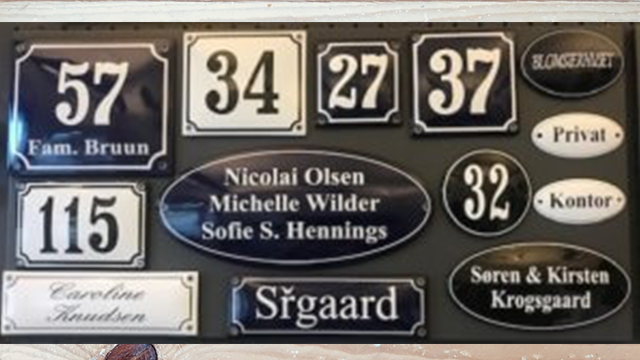 57
Fam. Bruun
34
27
37
BLOMSERHUSET
Privat
115
Nicolai Olsen
Michelle Wilder
Sofie S. Hennings
32
Kontor
Caroline
Knudsen
Sřgaard
Søren & Kirsten
Krogsgaard